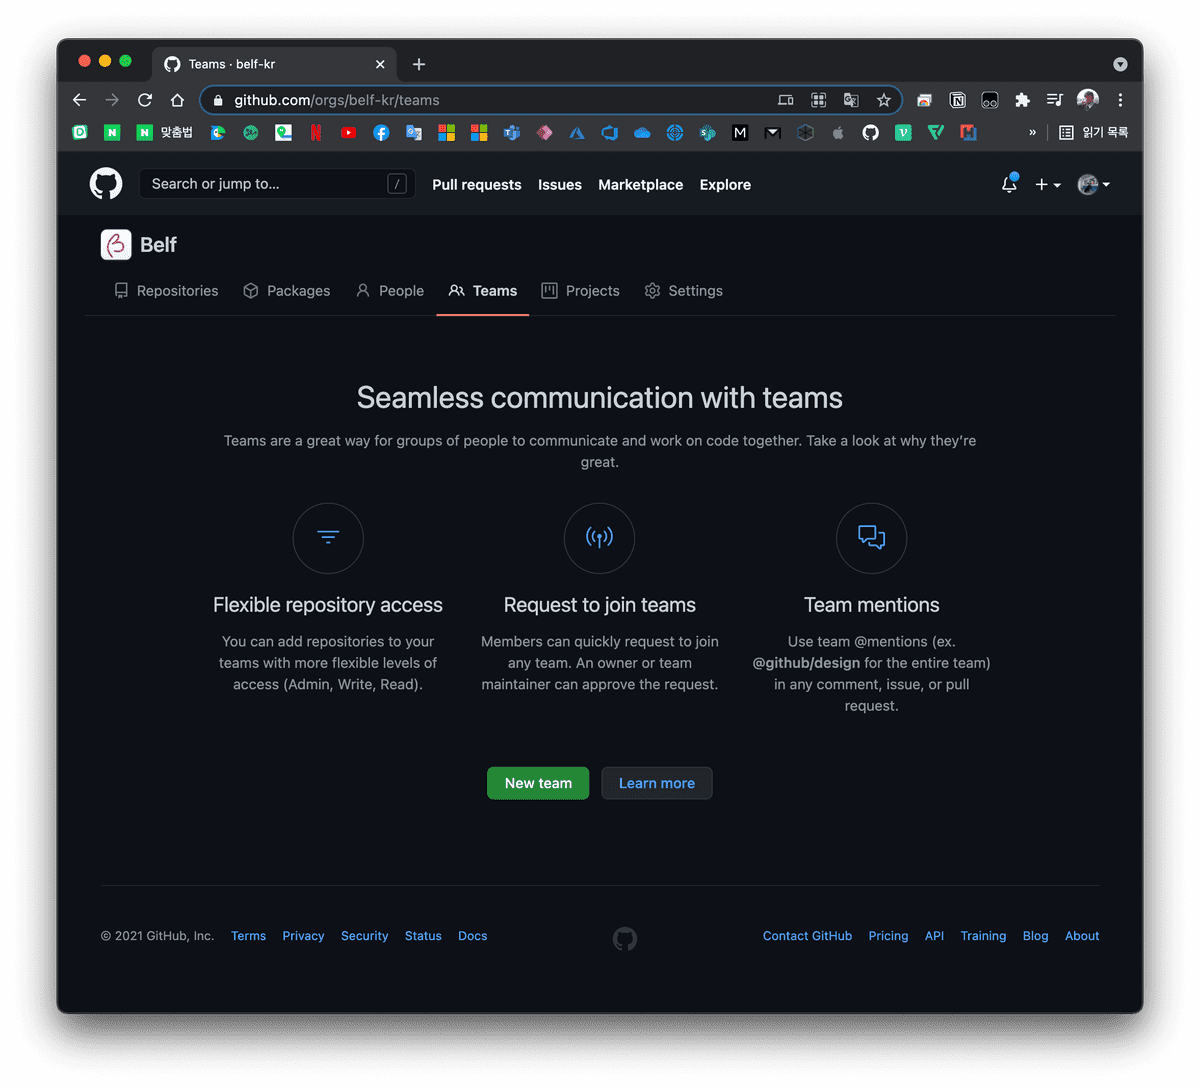 Teams · belf-kr
github.com/orgs/belf-kr/teams
맞춤법
읽기 목록
Search or jump to... /
Pull requests Issues Marketplace Explore
Belf
Repositories Packages People Teams Projects Settings
Seamless communication with teams
Teams are a great way for groups of people to communicate and work on code together. Take a look at why they’re
great.
Flexible repository access
You can add repositories to your
teams with more flexible levels of
access (Admin, Write, Read).
Request to join teams
Members can quickly request to join
any team. An owner or team
maintainer can approve the request.
Team mentions
Use team @mentions (ex.
@github/design for the entire team)
in any comment, issue, or pull
request.
New team
Learn more
© 2021 GitHub, Inc. Terms Privacy Security Status Docs
Contact GitHub Pricing API Training Blog About